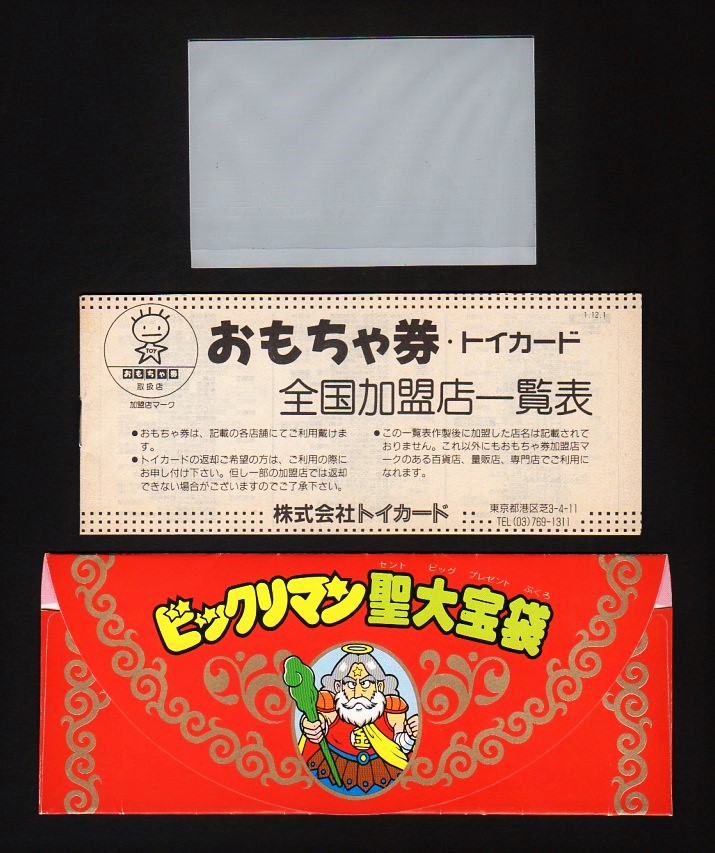 1.12.1
TOY
おもちゃ券
取扱店
加盟店マーク
おもちゃ券・トイカード
全国加盟店一覧表
●おもちゃ券は、記載の各店舗にてご利用戴けま
す。
●トイカードの返却ご希望の方は、ご利用の際に
お申し付け下さい。但し一部の加盟店では返却
できない場合がございますのでご了承下さい。
●この一覧表作製後に加盟した店名は記載されて
おりません。これ以外にもおもちゃ券加盟店マ
ークのある百貨店、量販店、専門店でご利用に
なれます。
株式会社トイカード
東京都港区芝3-4-11
TEL(03)769-1311
セント ビッグ プレゼント ぶくろ
ビックリマン聖大宝袋